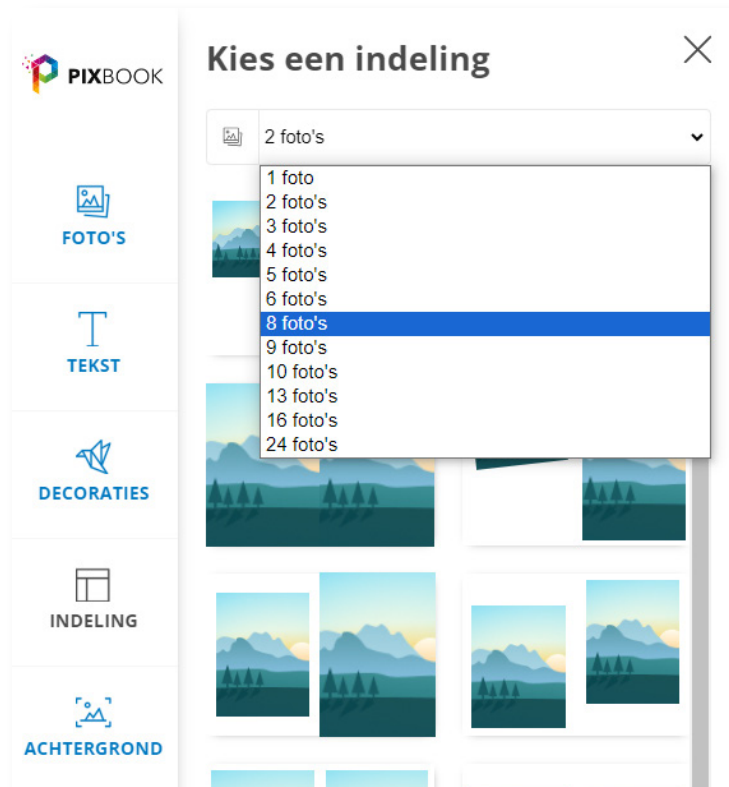 PIXBOOK
Kies een indeling
2 foto's
1 foto
2 foto's
3 foto's
4 foto's
5 foto's
6 foto's
8 foto's
9 foto's
10 foto's
13 foto's
16 foto's
24 foto's
FOTO'S
TEKST
DECORATIES
INDELING
ACHTERGROND